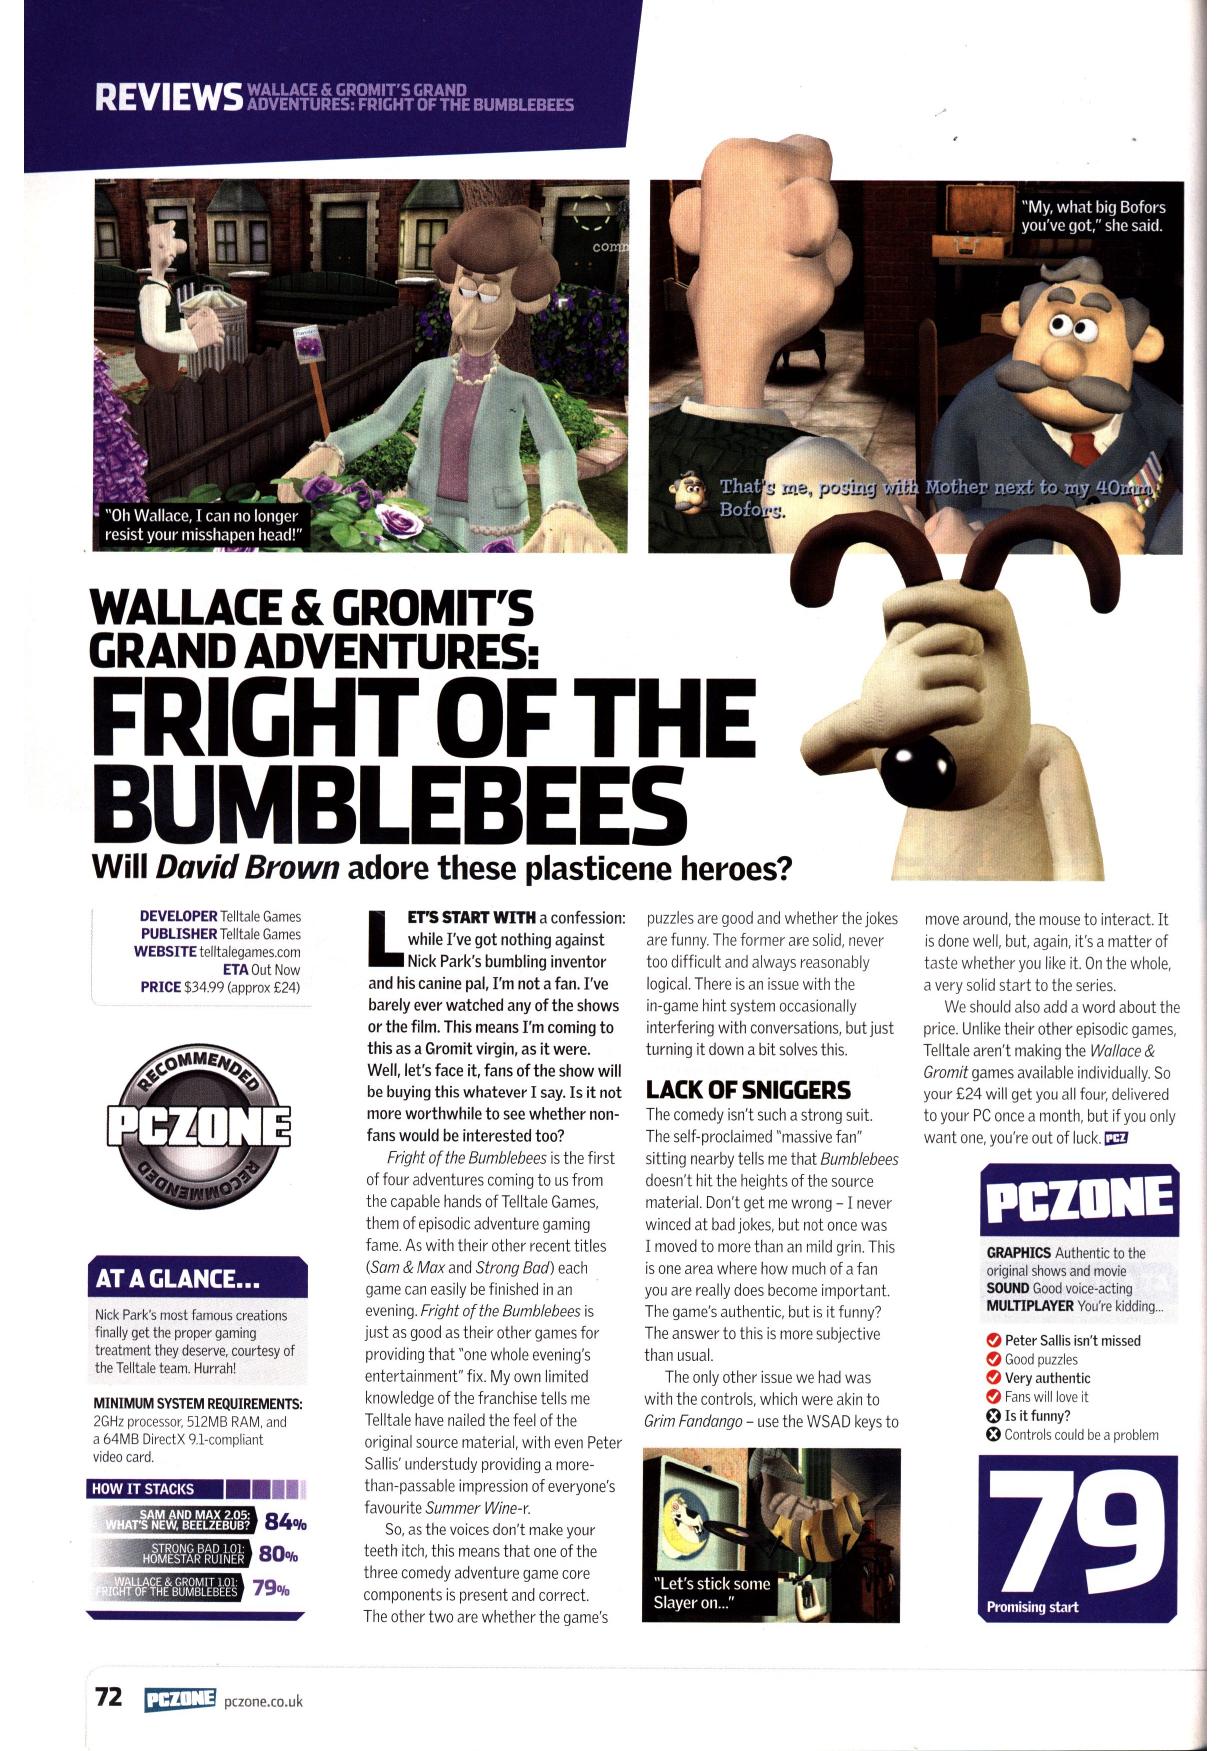 REVIEWS WALLACE & GROMIT'S GRAND
ADVENTURES: FRIGHT OF THE BUMBLEBEES
comp
"Oh Wallace, I can no longer
resist your misshapen head!"
"My, what big Bofors
you've got," she said.
That's me, posing with Mother next to my 40mm
Bofors.
WALLACE & GROMIT'S
GRAND ADVENTURES:
FRIGHT OF THE
BUMBLEBEES
Will David Brown adore these plasticene heroes?
DEVELOPER Telltale Games
PUBLISHER Telltale Games
WEBSITE telltalegames.com
ETA Out Now
PRICE $34.99 (approx £24)
RECOMMENDED
PCZONE
RECOMMENDED
AT A GLANCE...
Nick Park's most famous creations
finally get the proper gaming
treatment they deserve, courtesy of
the Telltale team. Hurrah!
MINIMUM SYSTEM REQUIREMENTS:
2GHz processor, 512MB RAM, and
a 64MB DirectX 9.1-compliant
video card.
HOW IT STACKS
SAM AND MAX 2.05:
WHAT'S NEW, BEELZEBUB? 84%
STRONG BAD 1.01:
HOMESTAR RUINER 80%
WALLACE & GROMIT 1.01:
FRIGHT OF THE BUMBLEBEES 79%
LET'S START WITH a confession:
while I've got nothing against
Nick Park's bumbling inventor
and his canine pal, I'm not a fan. I've
barely ever watched any of the shows
or the film. This means I'm coming to
this as a Gromit virgin, as it were.
Well, let's face it, fans of the show will
be buying this whatever I say. Is it not
more worthwhile to see whether non-
fans would be interested too?
Fright of the Bumblebees is the first
of four adventures coming to us from
the capable hands of Telltale Games,
them of episodic adventure gaming
fame. As with their other recent titles
(Sam & Max and Strong Bad) each
game can easily be finished in an
evening. Fright of the Bumblebees is
just as good as their other games for
providing that "one whole evening's
entertainment" fix. My own limited
knowledge of the franchise tells me
Telltale have nailed the feel of the
original source material, with even Peter
Sallis' understudy providing a more-
than-passable impression of everyone's
favourite Summer Wine-r.
So, as the voices don't make your
teeth itch, this means that one of the
three comedy adventure game core
components is present and correct.
The other two are whether the game's
puzzles are good and whether the jokes
are funny. The former are solid, never
too difficult and always reasonably
logical. There is an issue with the
in-game hint system occasionally
interfering with conversations, but just
turning it down a bit solves this.
LACK OF SNIGGERS
The comedy isn't such a strong suit.
The self-proclaimed "massive fan"
sitting nearby tells me that Bumblebees
doesn't hit the heights of the source
material. Don't get me wrong – I never
winced at bad jokes, but not once was
I moved to more than an mild grin. This
is one area where how much of a fan
you are really does become important.
The game's authentic, but is it funny?
The answer to this is more subjective
than usual.
The only other issue we had was
with the controls, which were akin to
Grim Fandango – use the WSAD keys to
"Let's stick some
Slayer on..."
move around, the mouse to interact. It
is done well, but, again, it's a matter of
taste whether you like it. On the whole,
a very solid start to the series.
We should also add a word about the
price. Unlike their other episodic games,
Telltale aren't making the Wallace &
Gromit games available individually. So
your £24 will get you all four, delivered
to your PC once a month, but if you only
want one, you're out of luck. PCZ
PCZONE
GRAPHICS Authentic to the
original shows and movie
SOUND Good voice-acting
MULTIPLAYER You're kidding...
Peter Sallis isn't missed
Good puzzles
Very authentic
Fans will love it
Is it funny?
Controls could be a problem
79
Promising start
72 PCZONE pczone.co.uk